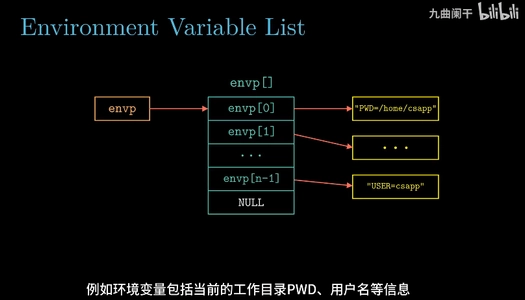 九曲阑干 bilibili
Environment Variable List
envp[]
envp
envp[0]
"PWD=/home/csapp"
envp[1]
...
...
envp[n-1]
"USER=csapp"
NULL
例如环境变量包括当前的工作目录PWD、用户名等信息